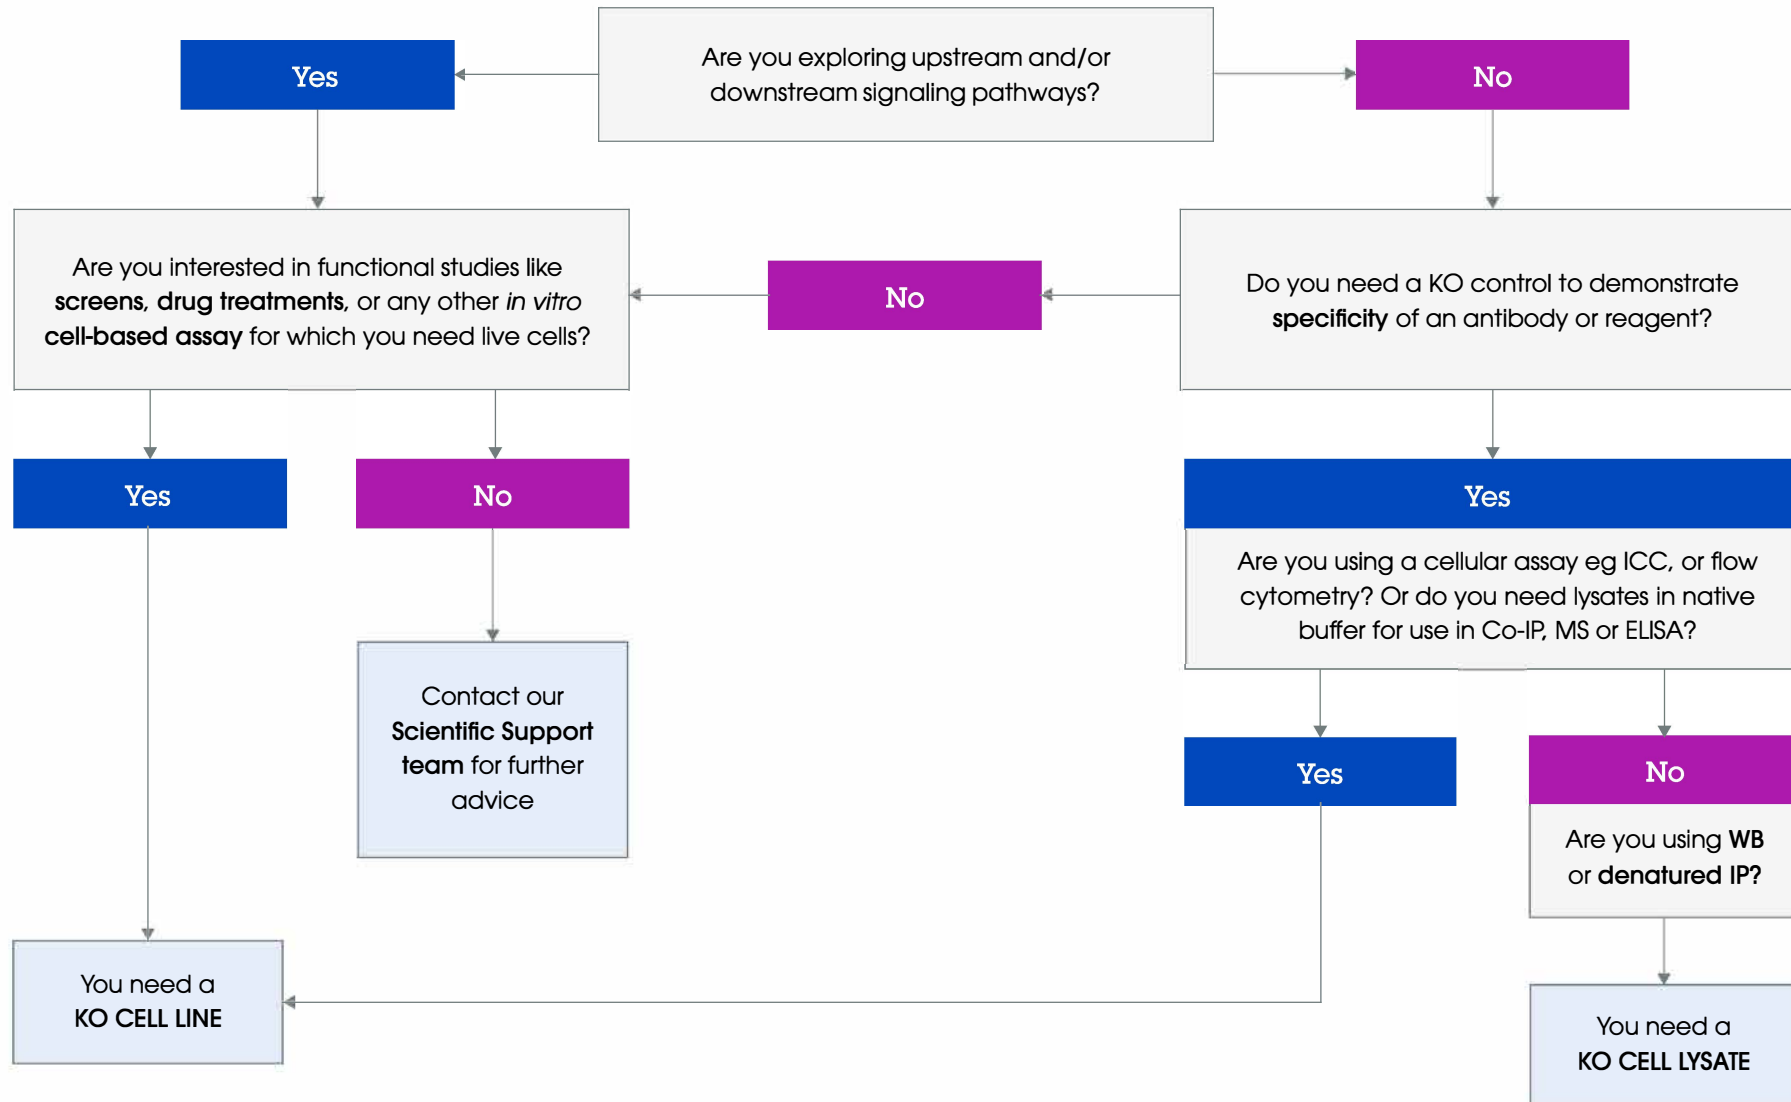 Are you exploring upstream and/or
downstream signaling pathways?
Yes
No
Are you interested in functional studies like
screens, drug treatments, or any other in vitro
cell-based assay for which you need live cells?
No
Do you need a KO control to demonstrate
specificity of an antibody or reagent?
Yes
No
Yes
Are you using a cellular assay eg ICC, or flow
cytometry? Or do you need lysates in native
buffer for use in Co-IP, MS or ELISA?
Contact our
Scientific Support
team for further
advice
Yes
No
Are you using WB
or denatured IP?
You need a
KO CELL LINE
You need a
KO CELL LYSATE